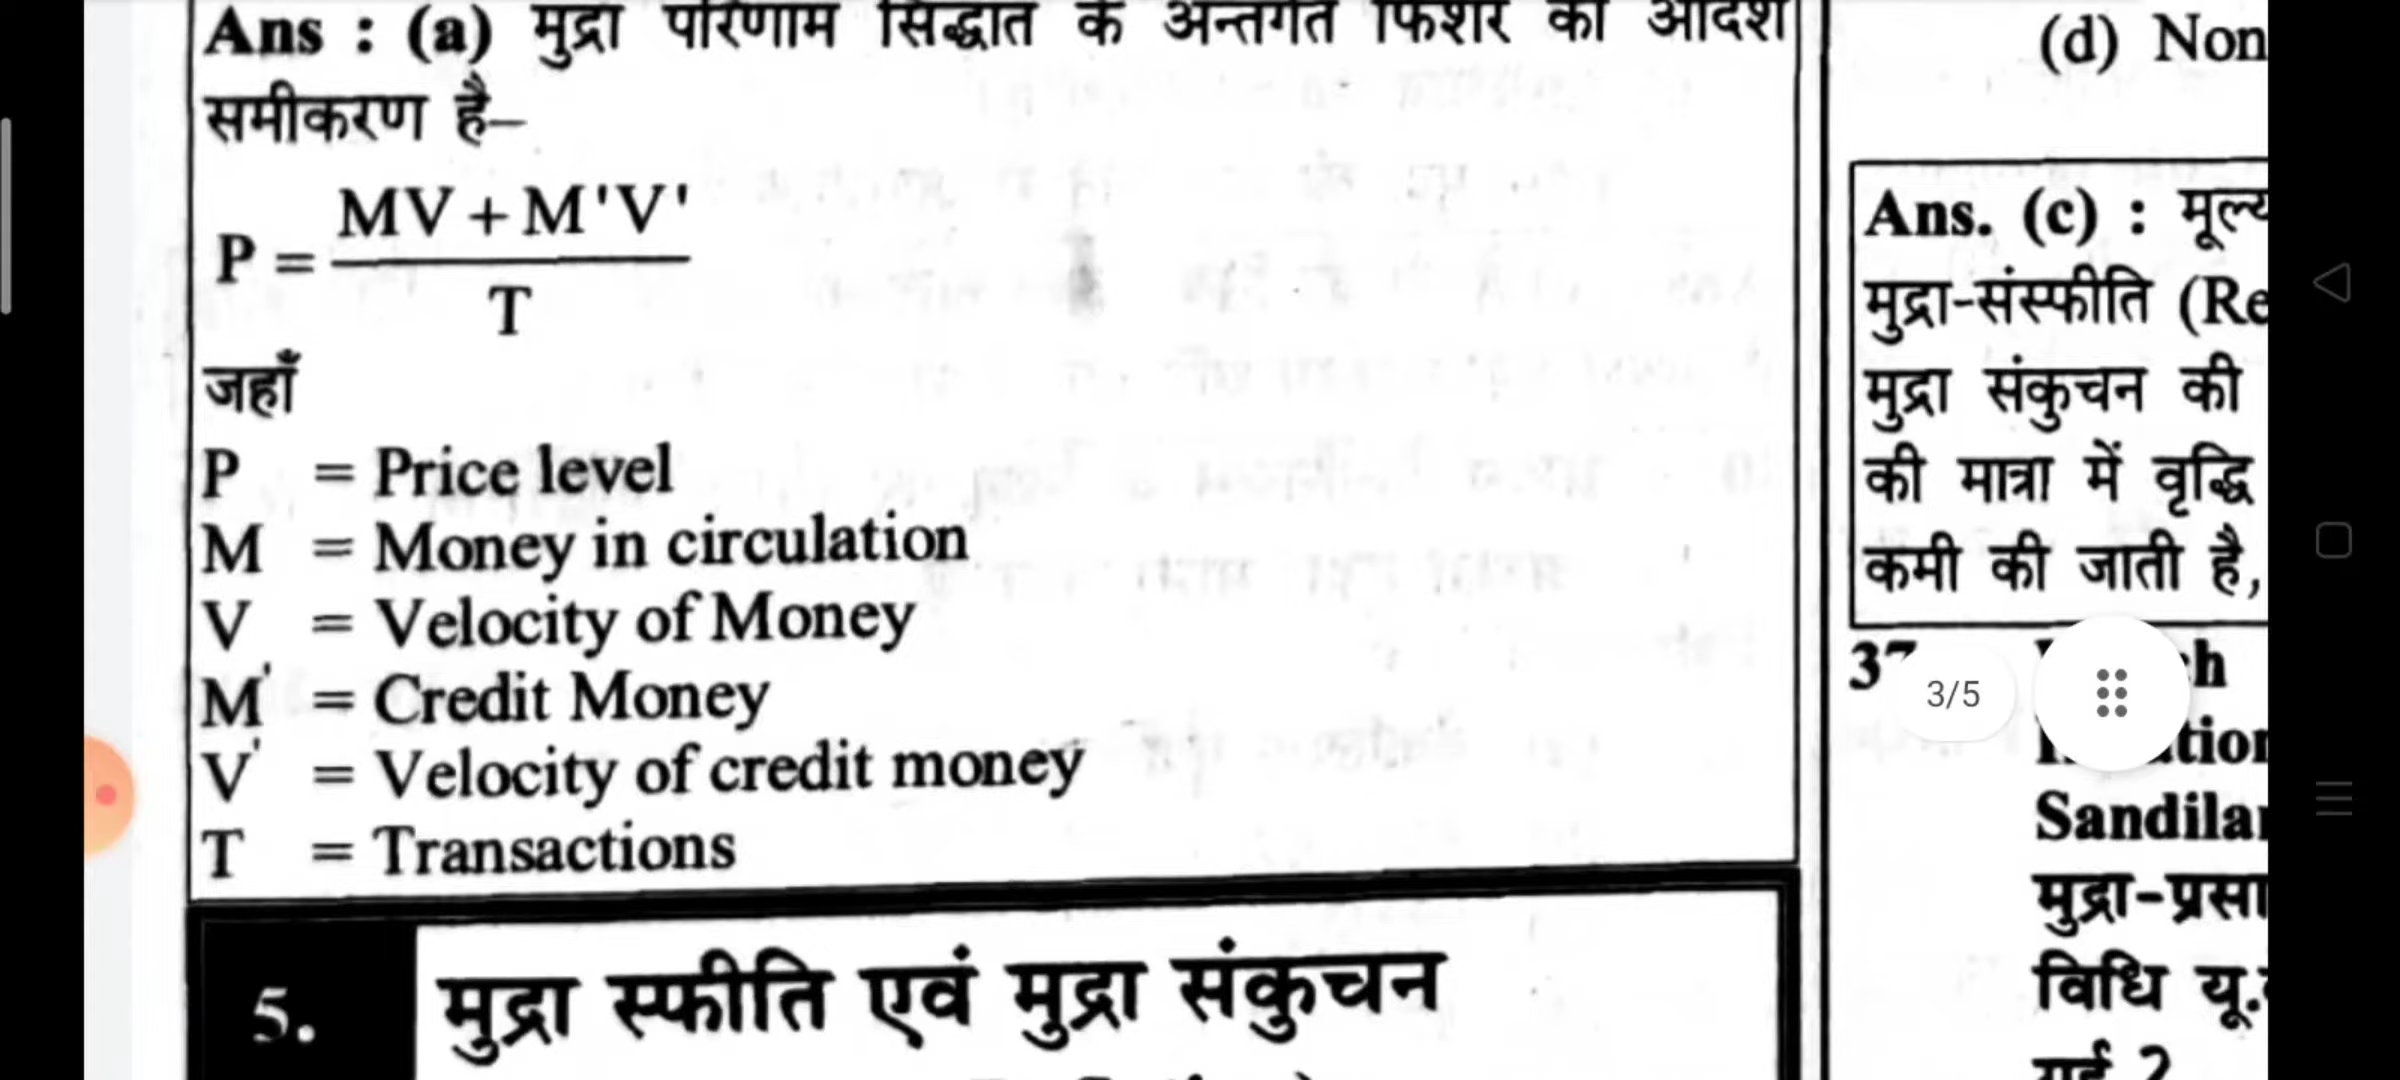 Ans : (a) मुद्रा परिणाम सिद्धांत के अन्तर्गत फिशर का आदर्श
समीकरण है–
P = MV + M'V'
T
जहाँ
P = Price level
M = Money in circulation
V = Velocity of Money
M' = Credit Money
V' = Velocity of credit money
T = Transactions
5. मुद्रा स्फीति एवं मुद्रा संकुचन
(d) Non
Ans. (c) : मूल्य
मुद्रा-संस्फीति (Re
मुद्रा संकुचन की
की मात्रा में वृद्धि
कमी की जाती है,
3/5
Sandila
मुद्रा-प्रसा
विधि यू.